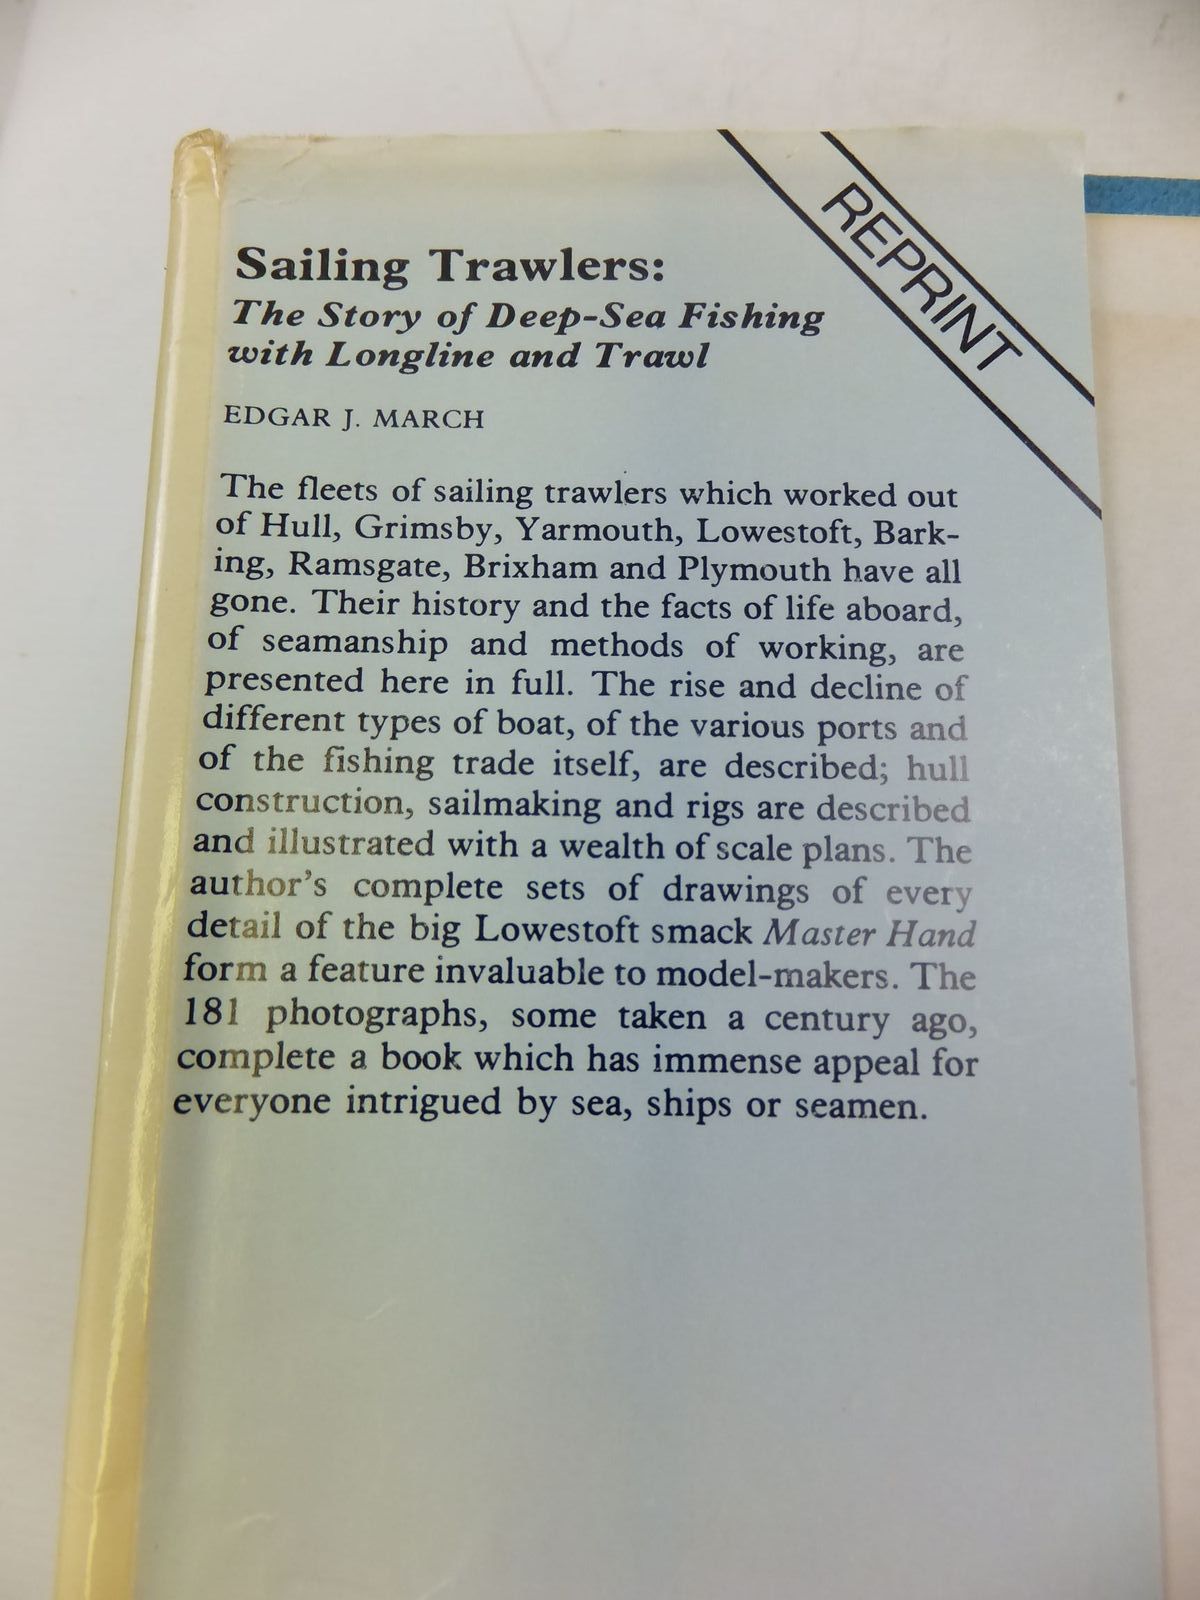 REPRINT
Sailing Trawlers:
The Story of Deep-Sea Fishing
with Longline and Trawl
EDGAR J. MARCH
The fleets of sailing trawlers which worked out
of Hull, Grimsby, Yarmouth, Lowestoft, Bark-
ing, Ramsgate, Brixham and Plymouth have all
gone. Their history and the facts of life aboard,
of seamanship and methods of working, are
presented here in full. The rise and decline of
different types of boat, of the various ports and
of the fishing trade itself, are described; hull
construction, sailmaking and rigs are described
and illustrated with a wealth of scale plans. The
author's complete sets of drawings of every
detail of the big Lowestoft smack Master Hand
form a feature invaluable to model-makers. The
181 photographs, some taken a century ago,
complete a book which has immense appeal for
everyone intrigued by sea, ships or seamen.